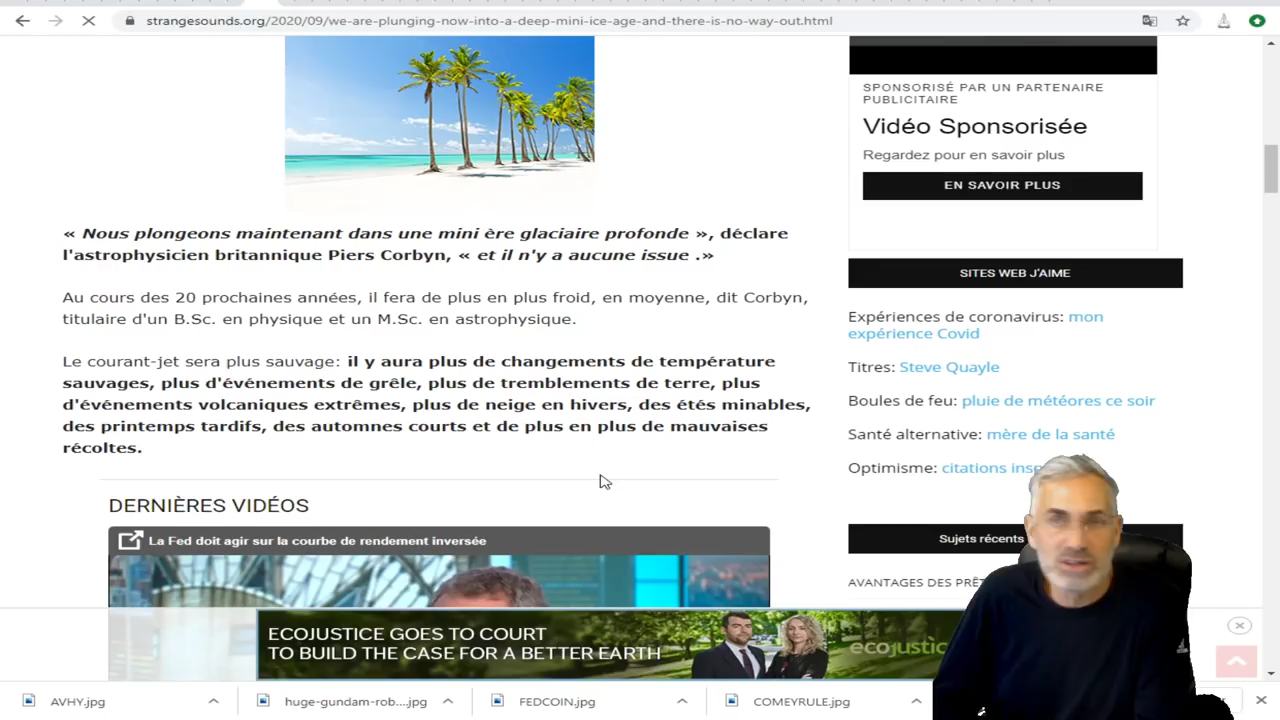 strangesounds.org/2020/09/we-are-plunging-now-into-a-deep-mini-ice-age-and-there-is-no-way-out.html
« Nous plongeons maintenant dans une mini ère glaciaire profonde », déclare
l'astrophysicien britannique Piers Corbyn, « et il n'y a aucune issue .»
Au cours des 20 prochaines années, il fera de plus en plus froid, en moyenne, dit Corbyn,
titulaire d'un B.Sc. en physique et un M.Sc. en astrophysique.
Le courant-jet sera plus sauvage: il y aura plus de changements de température
sauvages, plus d'événements de grêle, plus de tremblements de terre, plus
d'événements volcaniques extrêmes, plus de neige en hivers, des étés minables,
des printemps tardifs, des automnes courts et de plus en plus de mauvaises
récoltes.
DERNIÈRES VIDÉOS
La Fed doit agir sur la courbe de rendement inversée
SPONSORISÉ PAR UN PARTENAIRE
PUBLICITAIRE
Vidéo Sponsorisée
Regardez pour en savoir plus
EN SAVOIR PLUS
SITES WEB J'AIME
Expériences de coronavirus: mon
expérience Covid
Titres: Steve Quayle
Boules de feu: pluie de météores ce soir
Santé alternative: mère de la santé
Optimisme: citations
Sujets récents
AVANTAGES DES
ECOJUSTICE GOES TO COURT
TO BUILD THE CASE FOR A BETTER EARTH
ecojustic
AVHY.jpg
huge-gundam-rob....jpg
FEDCOIN.jpg
COMEYRULE.jpg